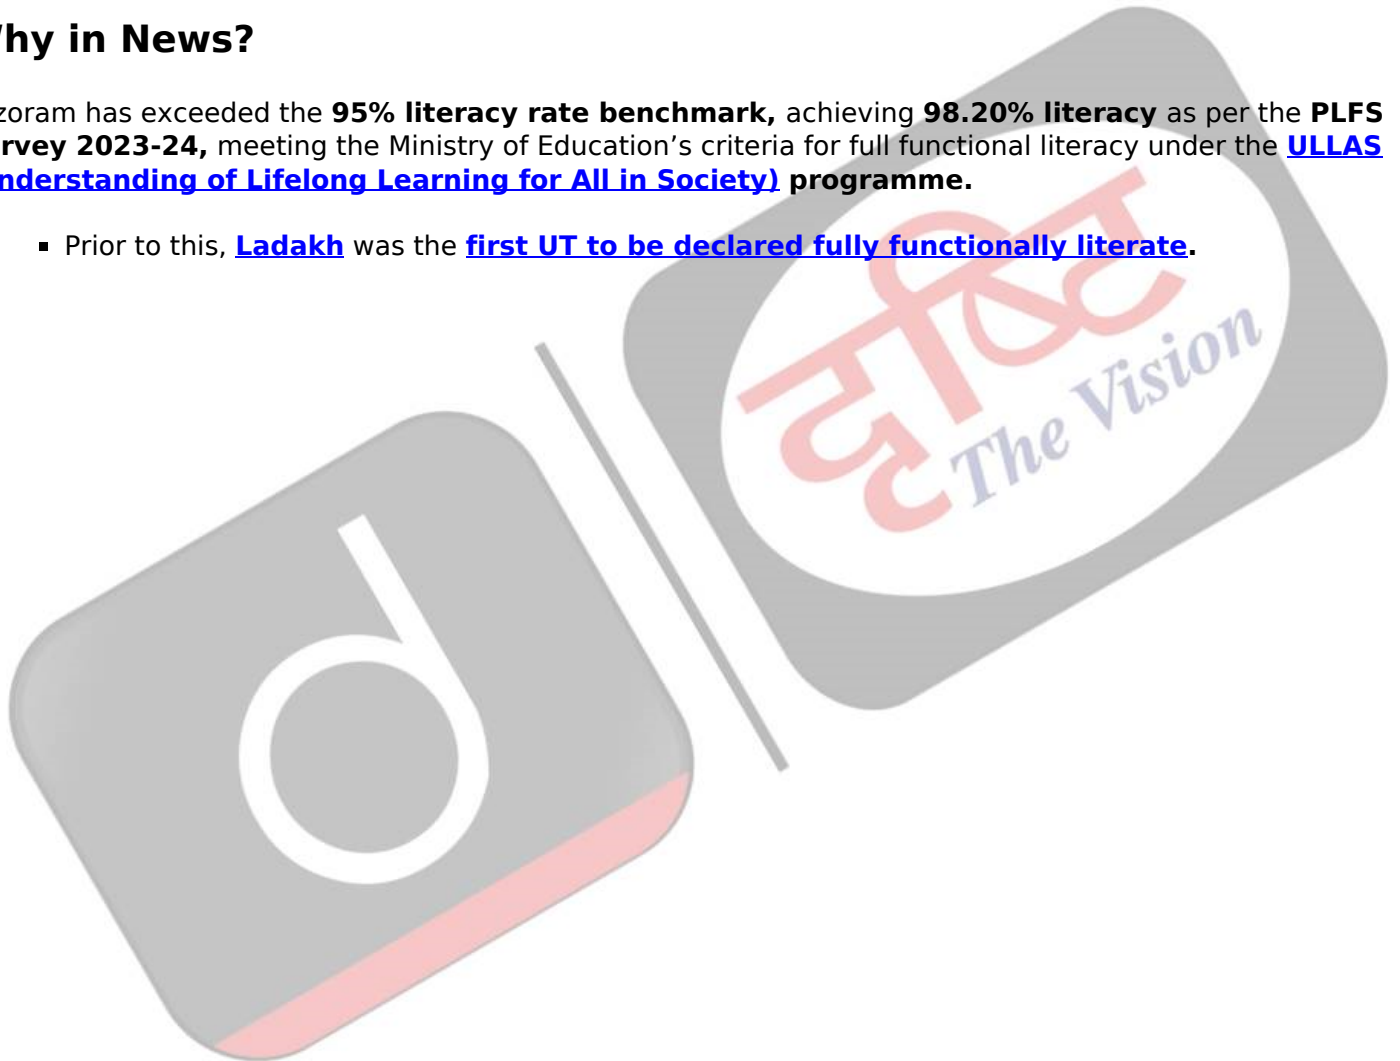 hy in News?
zoram has exceeded the 95% literacy rate benchmark, achieving 98.20% literacy as per the PLFS
rvey 2023-24, meeting the Ministry of Education’s criteria for full functional literacy under the ULLAS
nderstanding of Lifelong Learning for All in Society) programme.
▪ Prior to this, Ladakh was the first UT to be declared fully functionally literate.
दृष्टि
The Vision
d